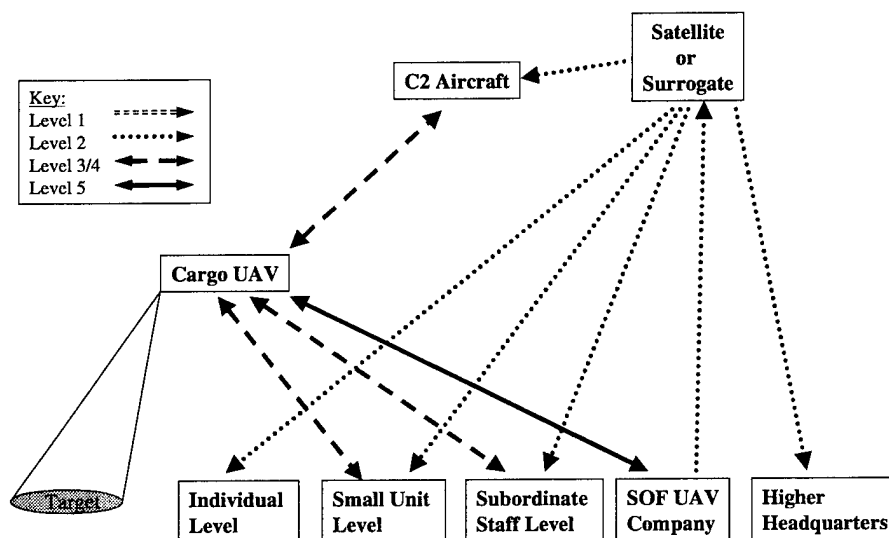 Satellite
or
Surrogate
C2 Aircraft
Key:
Level 1
Level 2
Level 3/4
Level 5
Cargo UAV
Target
Individual
Level
Small Unit
Level
Subordinate
Staff Level
SOF UAV
Company
Higher
Headquarters